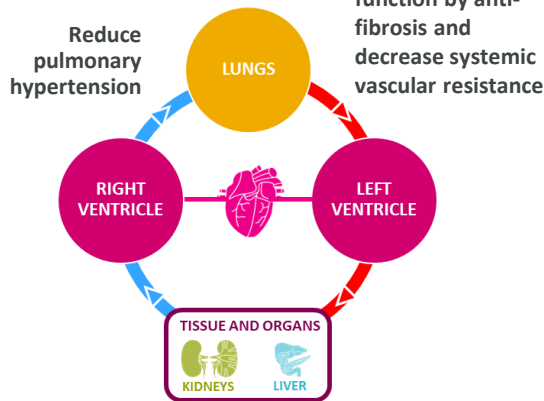 function by anti-
fibrosis and
decrease systemic
vascular resistance
Reduce
pulmonary
hypertension
LUNGS
RIGHT
VENTRICLE
LEFT
VENTRICLE
TISSUE AND ORGANS
KIDNEYS
LIVER